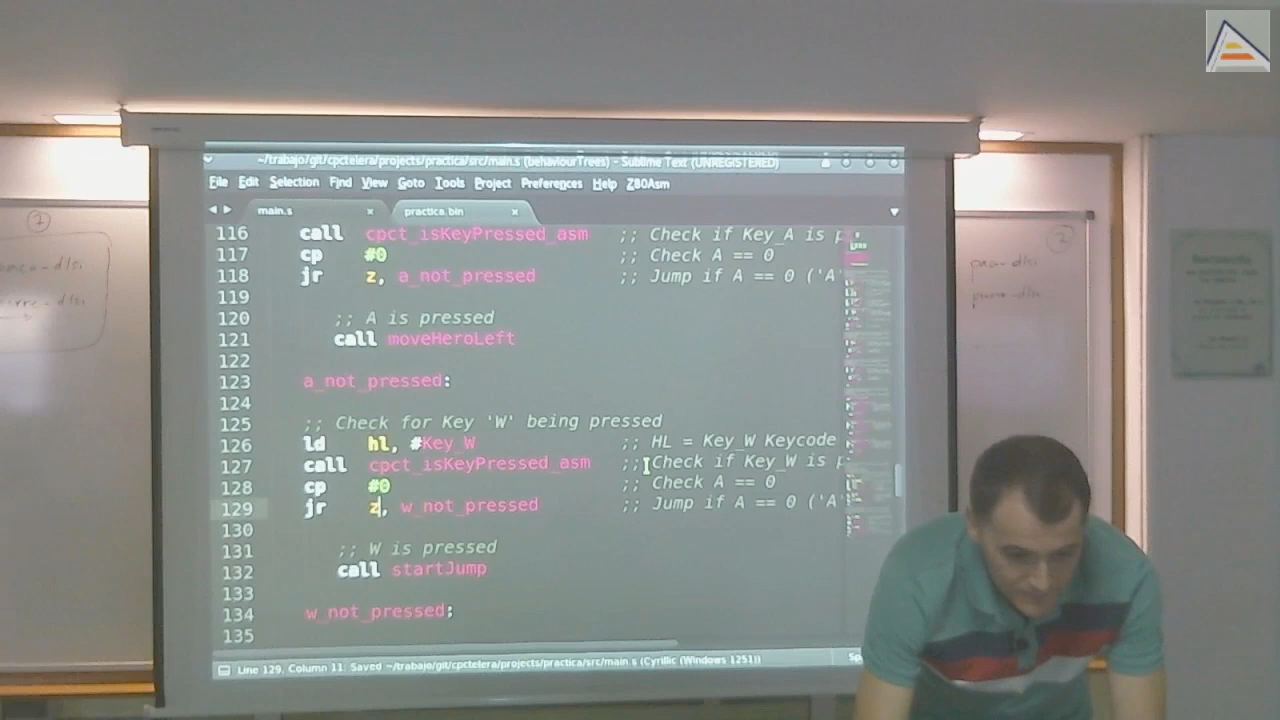 ~/trabajo/git/cpctelera/projects/practica/src/main.s (behaviourTrees) - Sublime Text (UNREGISTERED)
File Edit Selection Find View Goto Tools Project Preferences Help Z80Asm
main.s × practica.bin ×
116 call cpct_isKeyPressed_asm ;; Check if Key_A is p
117 cp #0 ;; Check A == 0
118 jr z, a_not_pressed ;; Jump if A == 0 ('A'
119
120 ;; A is pressed
121 call moveHeroLeft
122
123 a_not_pressed:
124
125 ;; Check for Key 'W' being pressed
126 ld hl, #Key_W ;; HL = Key_W Keycode
127 call cpct_isKeyPressed_asm ;; Check if Key_W is p
128 cp #0 ;; Check A == 0
129 jr z, w_not_pressed ;; Jump if A == 0 ('A'
130
131 ;; W is pressed
132 call startJump
133
134 w_not_pressed:
135
Line 129, Column 11; Saved ~/trabajo/git/cpctelera/projects/practica/src/main.s (Cyrillic (Windows 1251)) Sp